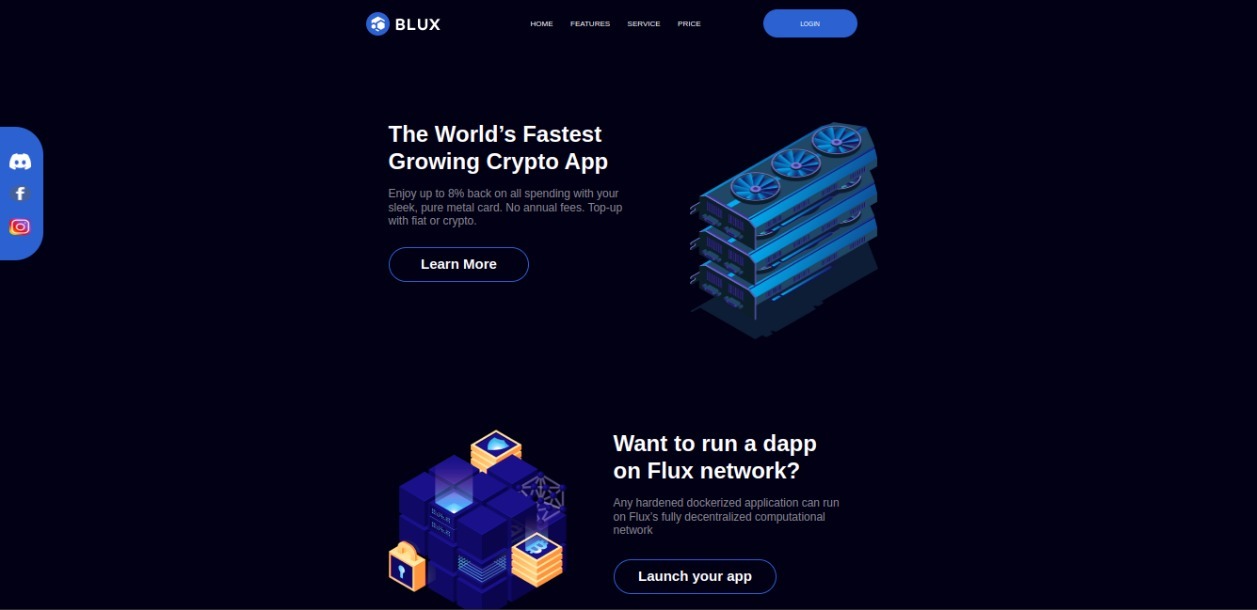 BLUX
HOME
FEATURES
SERVICE
PRICE
LOGIN
The World’s Fastest
Growing Crypto App
Enjoy up to 8% back on all spending with your
sleek, pure metal card. No annual fees. Top-up
with fiat or crypto.
Learn More
Want to run a dapp
on Flux network?
Any hardened dockerized application can run
on Flux's fully decentralized computational
network
Launch your app